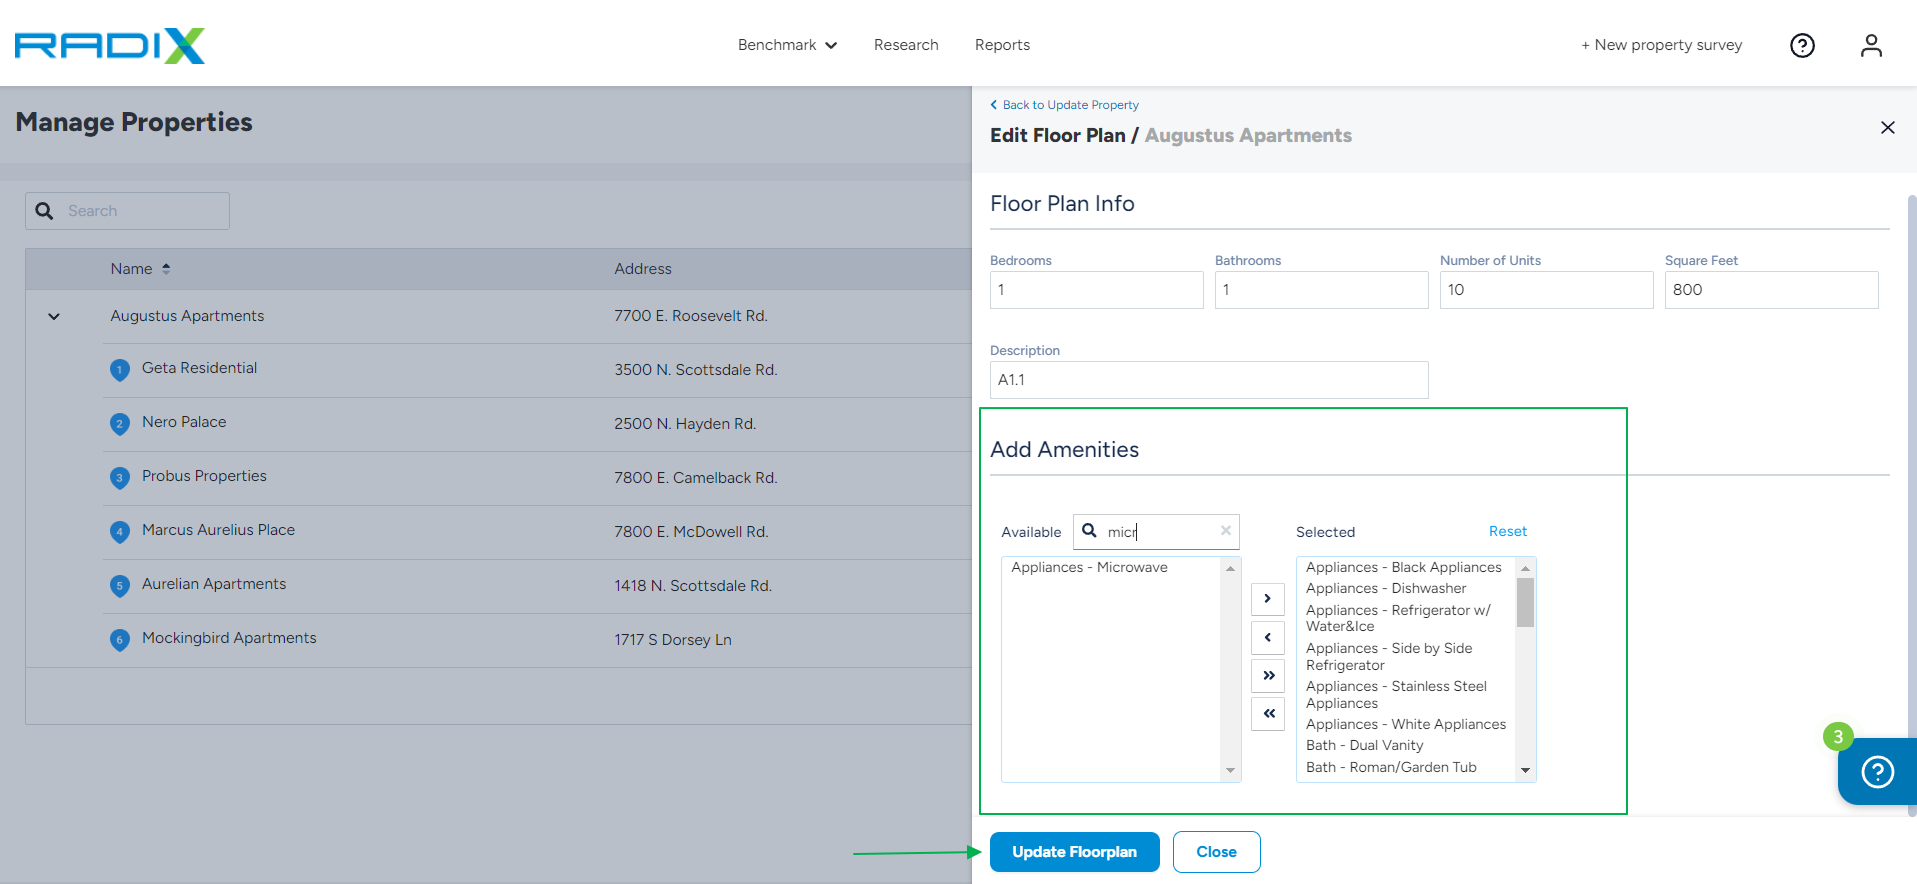 RADIX
Benchmark
Research
Reports
+ New property survey
Manage Properties
Search
Name
Address
Augustus Apartments
7700 E. Roosevelt Rd.
1
Geta Residential
3500 N. Scottsdale Rd.
2
Nero Palace
2500 N. Hayden Rd.
3
Probus Properties
7800 E. Camelback Rd.
4
Marcus Aurelius Place
7800 E. McDowell Rd.
5
Aurelian Apartments
1418 N. Scottsdale Rd.
6
Mockingbird Apartments
1717 S Dorsey Ln
Back to Update Property
Edit Floor Plan / Augustus Apartments
Floor Plan Info
Bedrooms
Bathrooms
Number of Units
Square Feet
1
1
10
800
Description
A1.1
Add Amenities
Available
micr
Selected
Reset
Appliances - Microwave
Appliances - Black Appliances
Appliances - Dishwasher
Appliances - Refrigerator w/
Water&Ice
Appliances - Side by Side
Refrigerator
Appliances - Stainless Steel
Appliances
Appliances - White Appliances
Bath - Dual Vanity
Bath - Roman/Garden Tub
3
Update Floorplan
Close